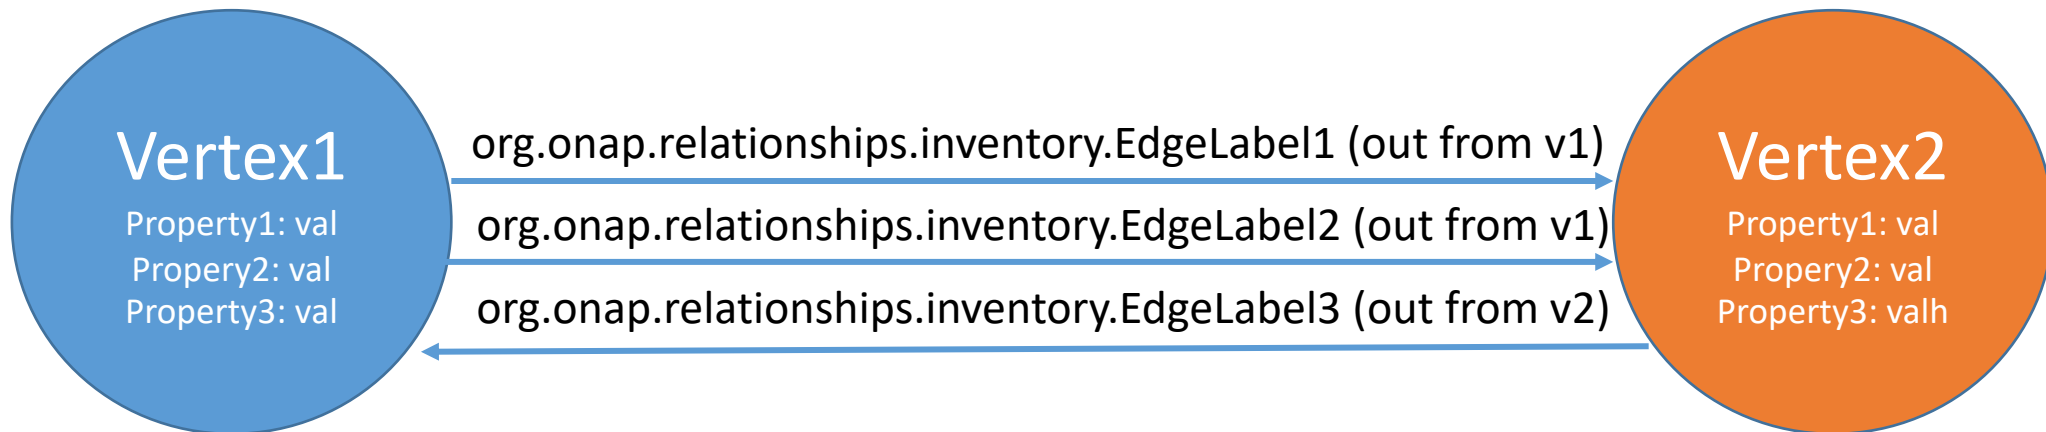 Vertex1
Property1: val
Propery2: val
Property3: val
org.onap.relationships.inventory.EdgeLabel1 (out from v1)
org.onap.relationships.inventory.EdgeLabel2 (out from v1)
org.onap.relationships.inventory.EdgeLabel3 (out from v2)
Vertex2
Property1: val
Propery2: val
Property3: valh